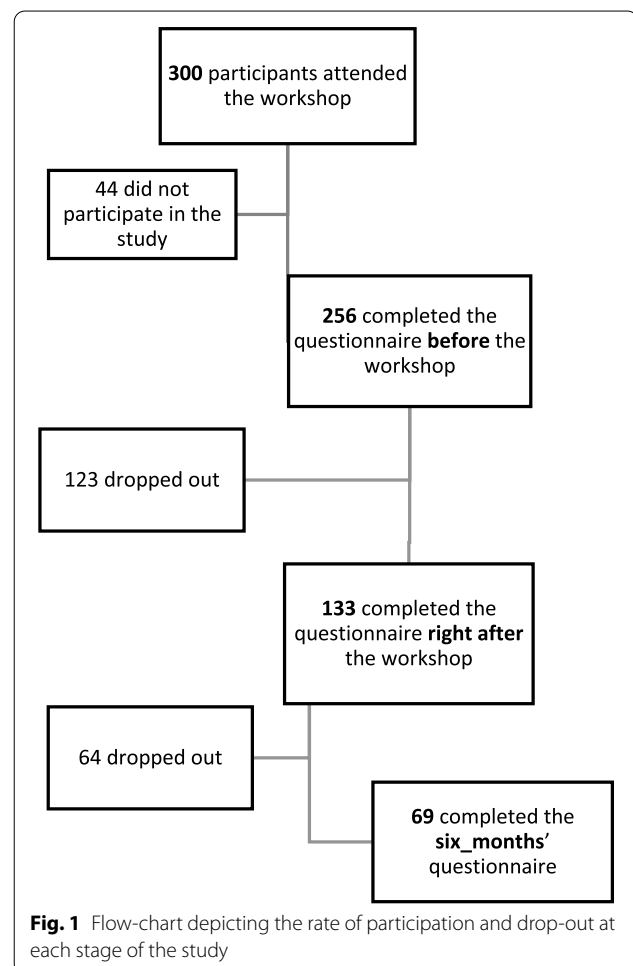 300 participants attended
the workshop
44 did not
participate in the
study
256 completed the
questionnaire before the
workshop
123 dropped out
133 completed the
questionnaire right after
the workshop
64 dropped out
69 completed the
six_months’
questionnaire
Fig. 1 Flow-chart depicting the rate of participation and drop-out at
each stage of the study